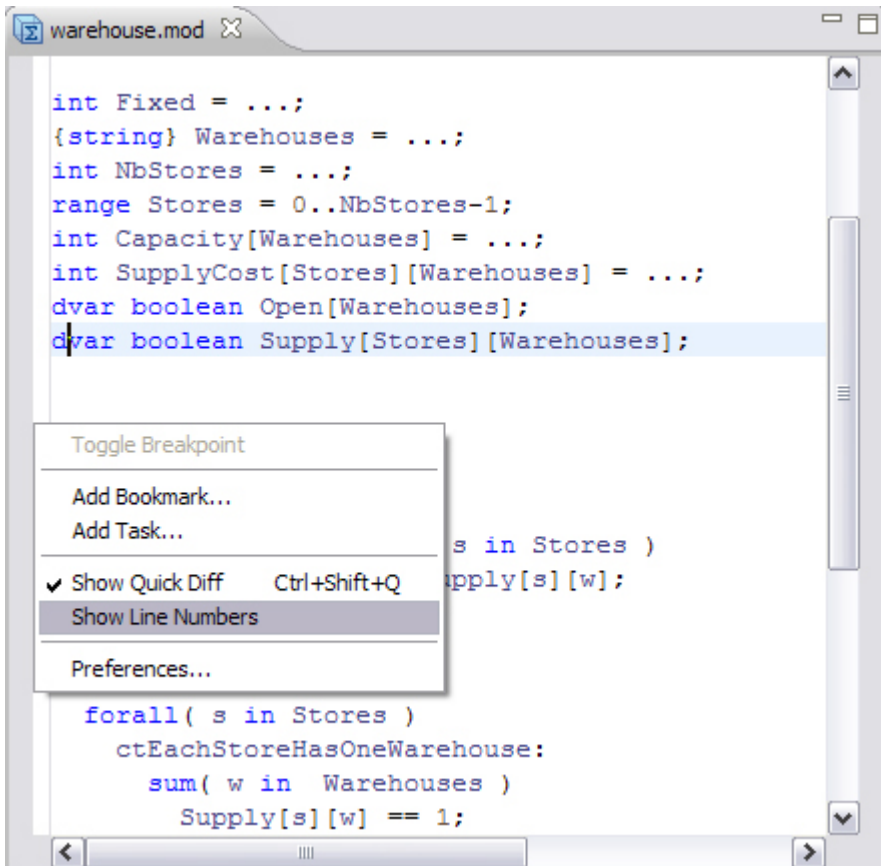 warehouse.mod
int Fixed = ...;
{string} Warehouses = ...;
int NbStores = ...;
range Stores = 0..NbStores-1;
int Capacity[Warehouses] = ...;
int SupplyCost[Stores][Warehouses] = ...;
dvar boolean Open[Warehouses];
dvar boolean Supply[Stores][Warehouses];
Toggle Breakpoint
Add Bookmark...
Add Task...
s in Stores )
Show Quick Diff Ctrl+Shift+Q
upply[s][w];
Show Line Numbers
Preferences...
forall( s in Stores )
ctEachStoreHasOneWarehouse:
sum( w in Warehouses )
Supply[s][w] == 1;